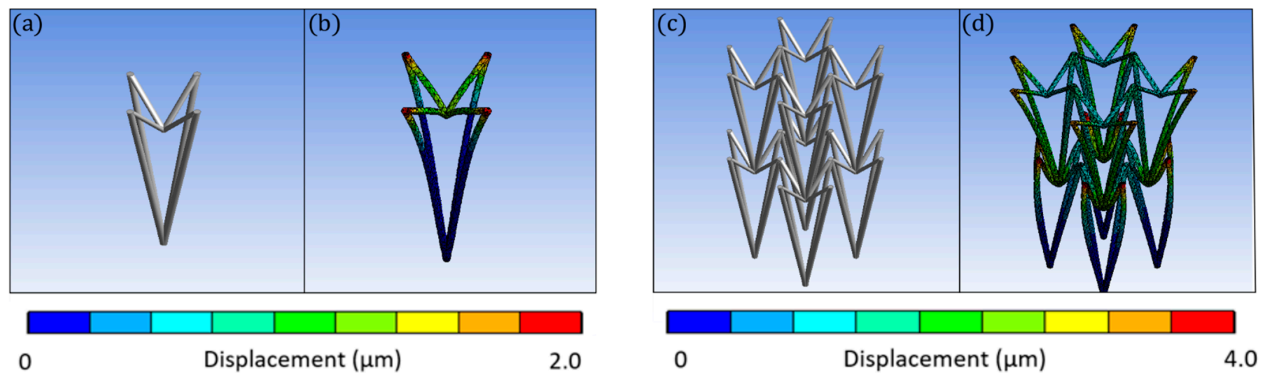 (a) (b) (c) (d)
0 Displacement (μm) 2.0 0 Displacement (μm) 4.0